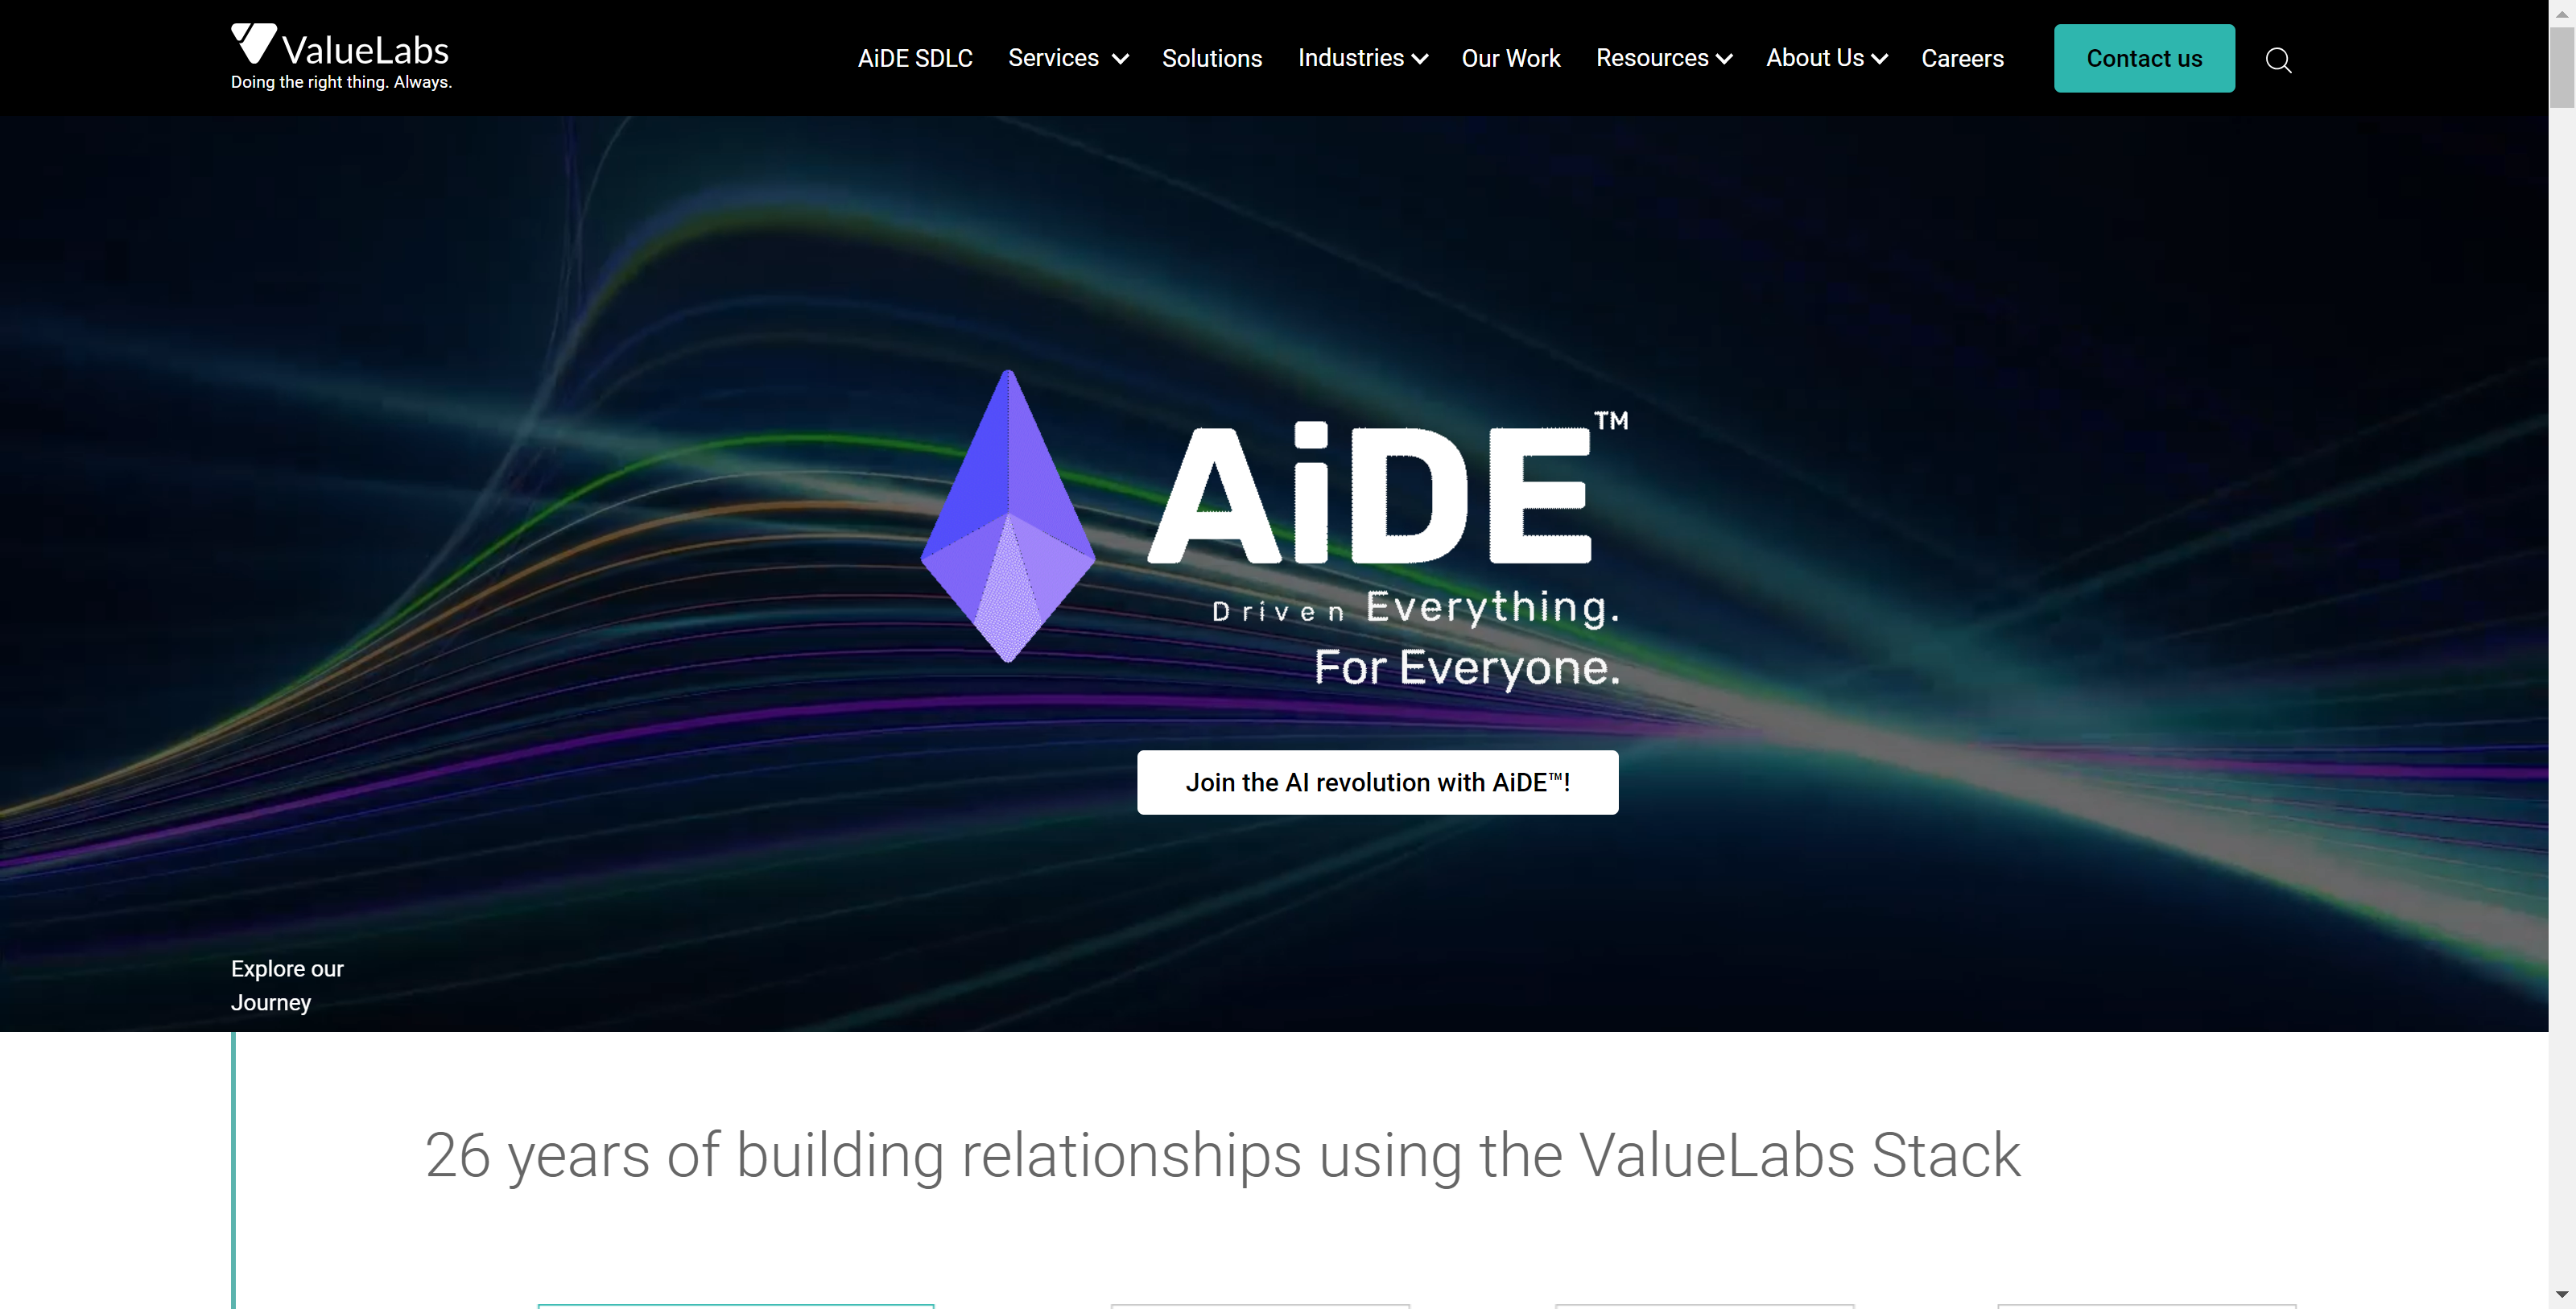 ValueLabs
Doing the right thing. Always.
AiDE SDLC Services Solutions Industries Our Work Resources About Us Careers Contact us
AiDE™
Driven Everything.
For Everyone.
Join the AI revolution with AiDE™!
Explore our
Journey
26 years of building relationships using the ValueLabs Stack